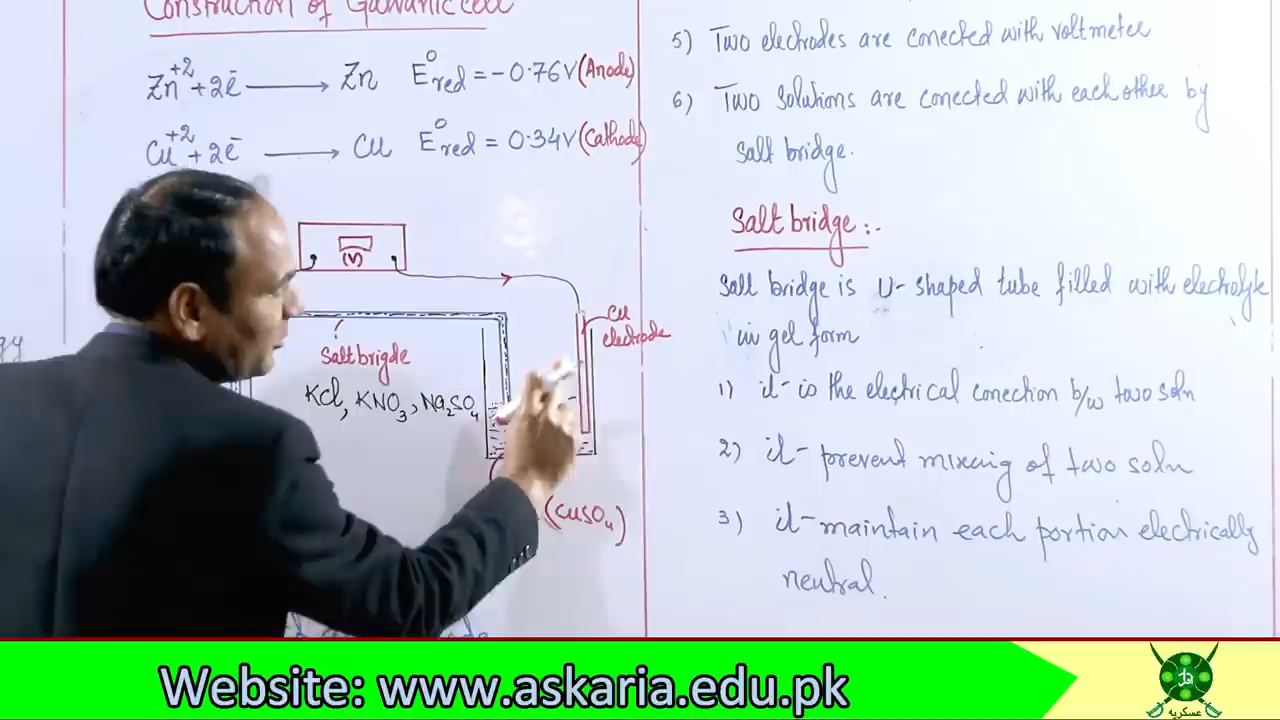 Construction of Galvanic cell
Zn+2 + 2e̅ → Zn E°red = -0.76V (Anode)
Cu+2 + 2e̅ → Cu E°red = 0.34V (Cathode)
(V)
Cu
electrode
Salt brigde
KCl, KNO3, Na2SO4
(CuSO4)
5) Two electrodes are conected with voltmeter
6) Two solutions are conected with each other by
salt bridge.
Salt bridge :-
Salt bridge is U- shaped tube filled with electrolyte
in gel form
1) it is the electrical conection b/w two soln
2) it prevent mixing of two soln
3) it maintain each portion electrically
neutral.
Website: www.askaria.edu.pk
عسکریہ